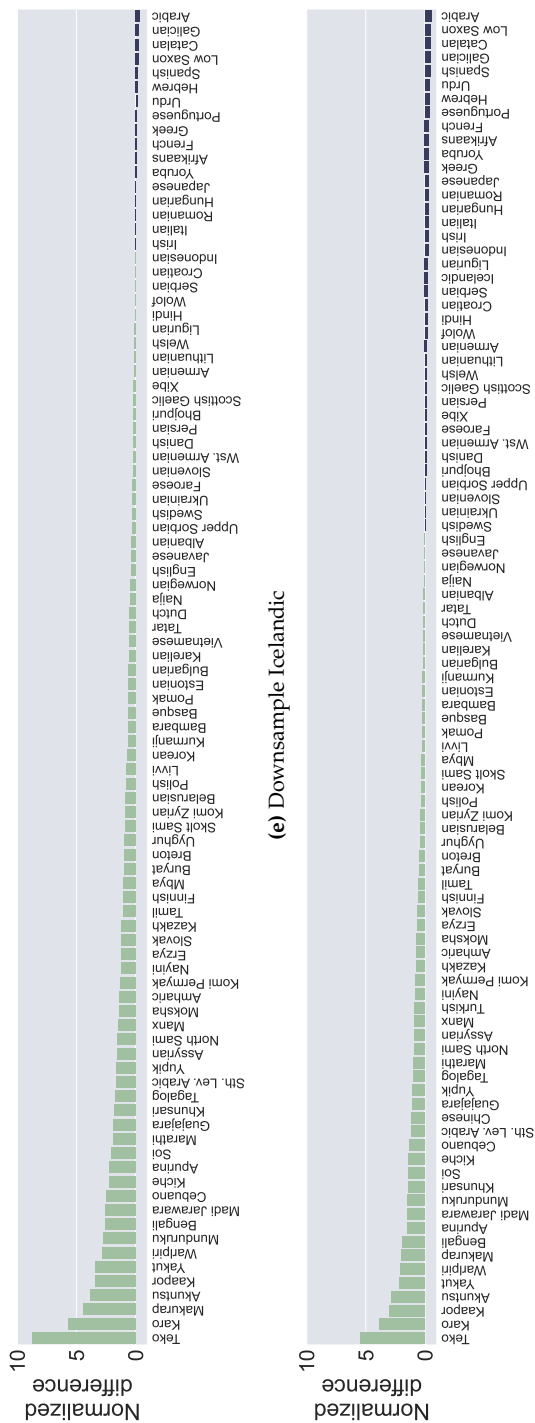 Normalized
difference
10
5
0
Teko
Karo
Makurap
Akuntsu
Kaapor
Yakut
Warlpiri
Munduruku
Bengali
Madi Jarawara
Cebuano
Kiche
Apurina
Soi
Marathi
Guajajara
Khunsari
Tagalog
Sth. Lev. Arabic
Yupik
Assyrian
North Sami
Manx
Moksha
Amharic
Komi Permyak
Nayini
Erzya
Slovak
Kazakh
Tamil
Finnish
Mbya
Buryat
Breton
Uyghur
Skolt Sami
Komi Zyrian
Belarusian
Polish
Livvi
Korean
Kurmanji
Bambara
Basque
Pomak
Estonian
Bulgarian
Karelian
Vietnamese
Tatar
Dutch
Naija
Norwegian
English
Javanese
Albanian
Upper Sorbian
Swedish
Ukrainian
Faroese
Slovenian
Wst. Armenian
Danish
Persian
Bhojpuri
Scottish Gaelic
Xibe
Armenian
Lithuanian
Welsh
Ligurian
Hindi
Wolof
Serbian
Croatian
Indonesian
Irish
Italian
Romanian
Hungarian
Japanese
Yoruba
Afrikaans
French
Greek
Portuguese
Urdu
Hebrew
Spanish
Low Saxon
Catalan
Galician
Arabic
(e) Downsample Icelandic
Normalized
difference
10
5
0
Teko
Karo
Kaapor
Akuntsu
Yakut
Warlpiri
Makurap
Bengali
Apurina
Madi Jarawara
Munduruku
Khunsari
Soi
Kiche
Cebuano
Sth. Lev. Arabic
Chinese
Guajajara
Yupik
Tagalog
Marathi
North Sami
Assyrian
Manx
Turkish
Nayini
Komi Permyak
Kazakh
Amharic
Moksha
Erzya
Slovak
Finnish
Tamil
Buryat
Breton
Uyghur
Belarusian
Komi Zyrian
Polish
Korean
Skolt Sami
Mbya
Livvi
Pomak
Basque
Bambara
Estonian
Kurmanji
Bulgarian
Karelian
Vietnamese
Dutch
Tatar
Albanian
Naija
Norwegian
Javanese
English
Swedish
Ukrainian
Slovenian
Upper Sorbian
Bhojpuri
Danish
Wst. Armenian
Faroese
Xibe
Persian
Scottish Gaelic
Welsh
Lithuanian
Armenian
Wolof
Hindi
Croatian
Serbian
Icelandic
Ligurian
Indonesian
Irish
Italian
Hungarian
Romanian
Japanese
Greek
Yoruba
Afrikaans
French
Portuguese
Hebrew
Urdu
Spanish
Galician
Catalan
Low Saxon
Arabic